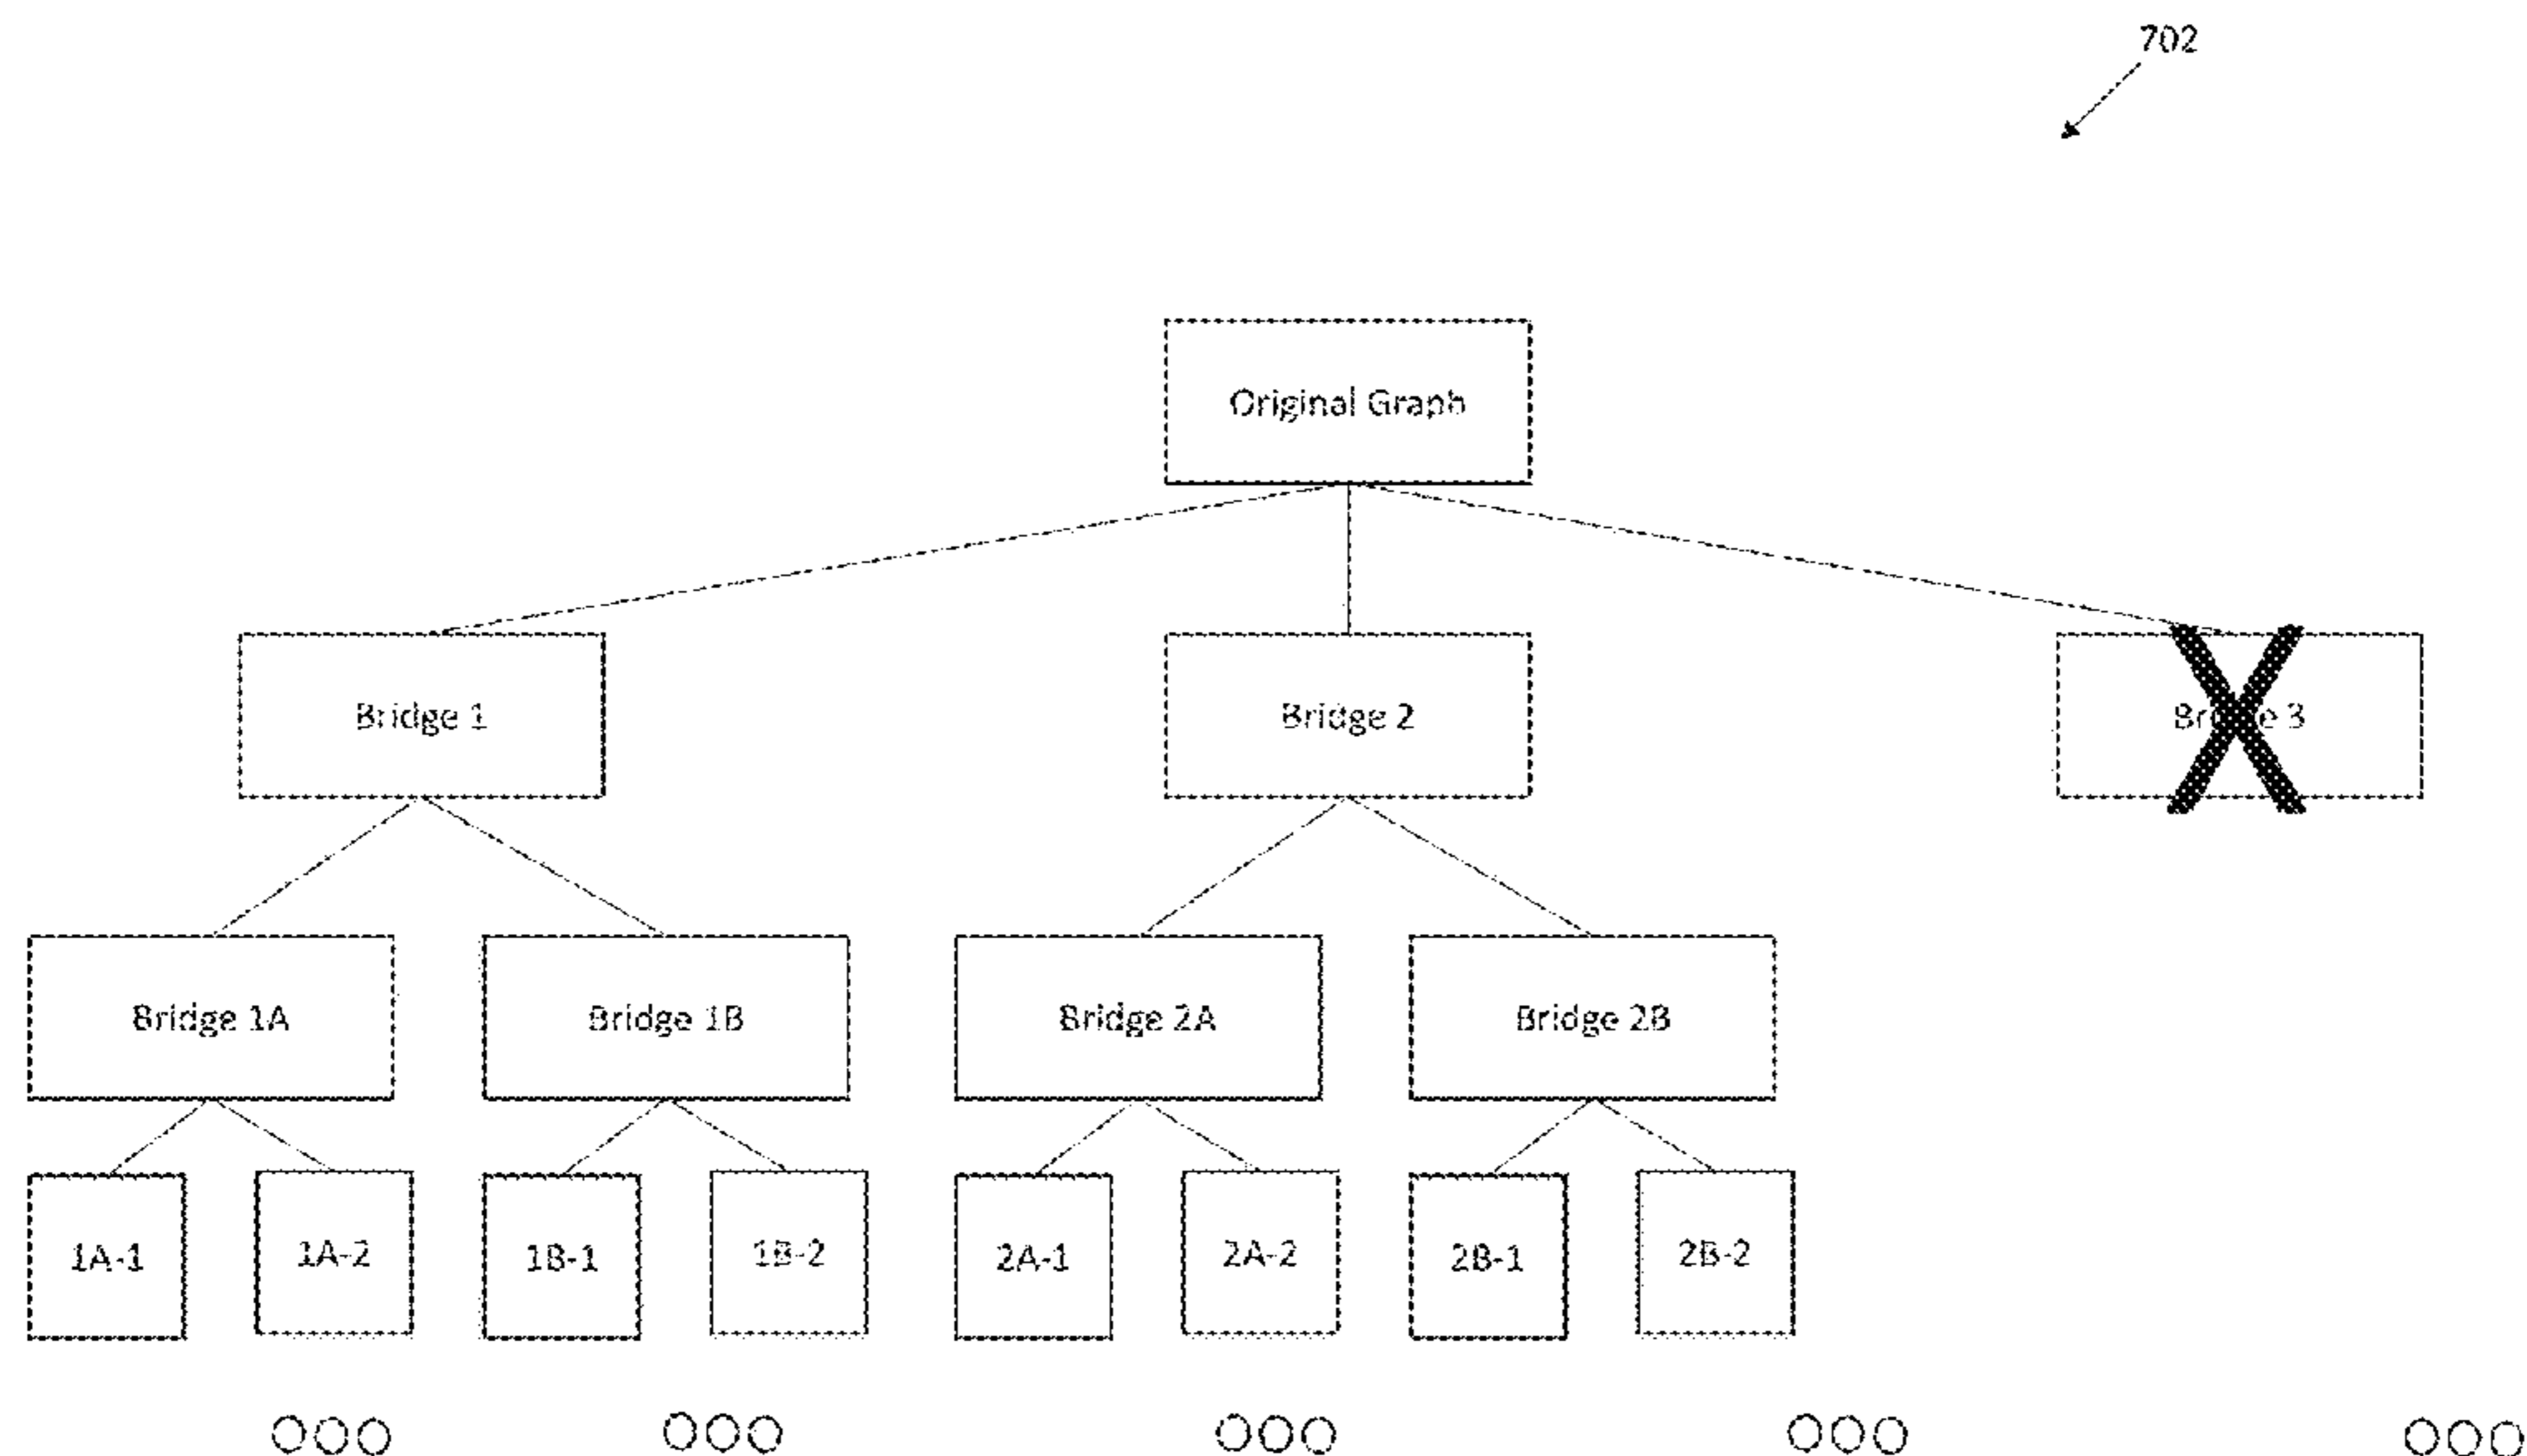 702
Original Graph
Bridge 1
Bridge 2
3
Bridge 1A
Bridge 1B
Bridge 2A
Bridge 2B
1A-1
1A-2
1B-1
1B-2
2A-1
2A-2
2B-1
2B-2